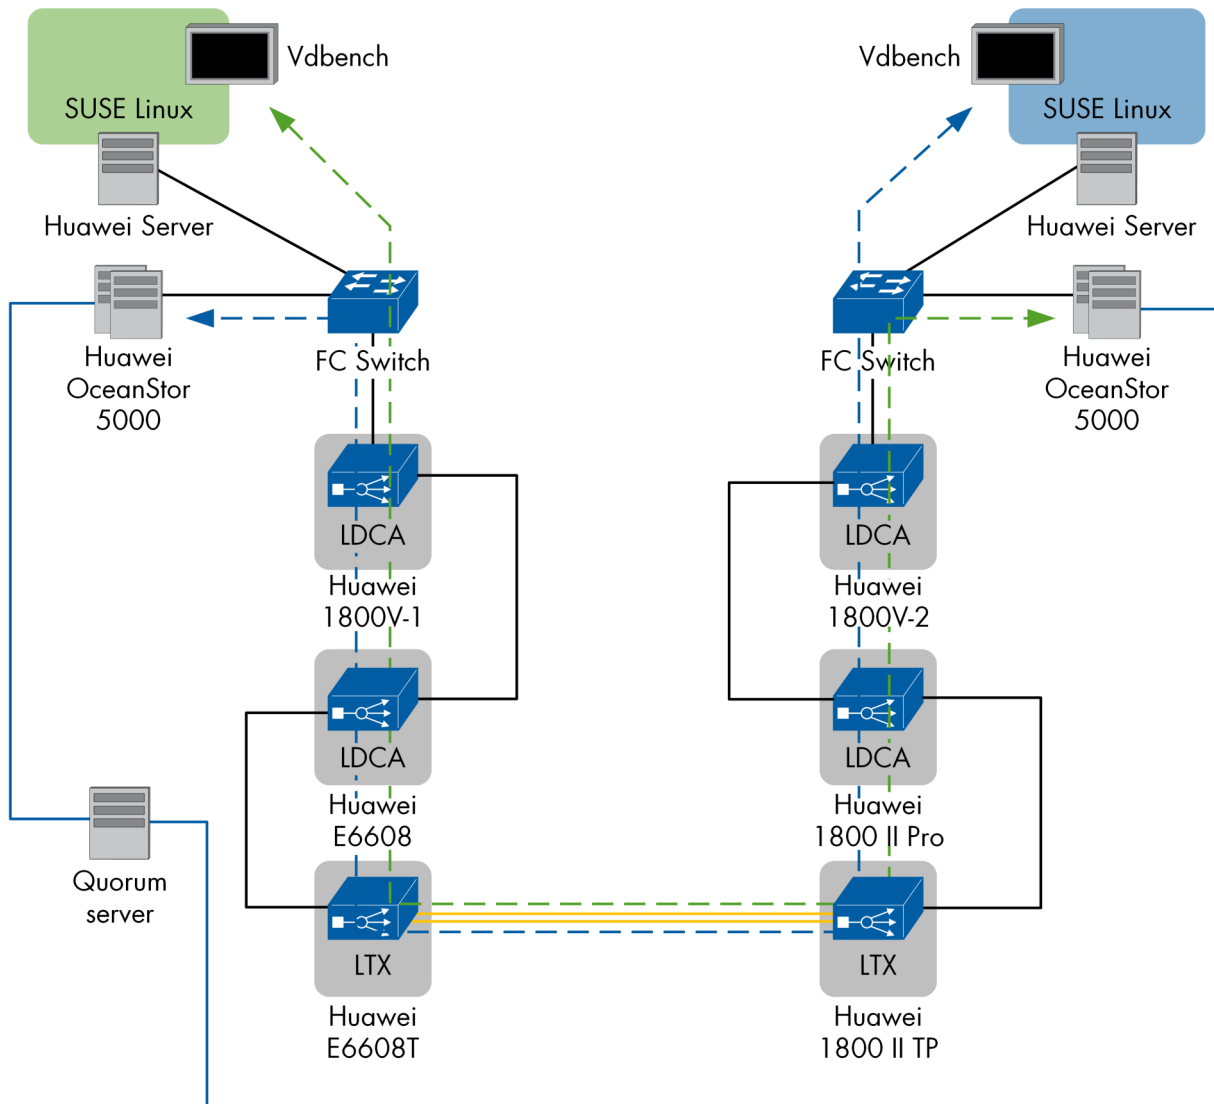 Vdbench
SUSE Linux
Huawei Server
Huawei
OceanStor
5000
FC Switch
LDCA
Huawei
1800V-1
LDCA
Huawei
E6608
Quorum
server
LTX
Huawei
E6608T
Vdbench
SUSE Linux
Huawei Server
Huawei
OceanStor
5000
FC Switch
LDCA
Huawei
1800V-2
LDCA
Huawei
1800 II Pro
LTX
Huawei
1800 II TP